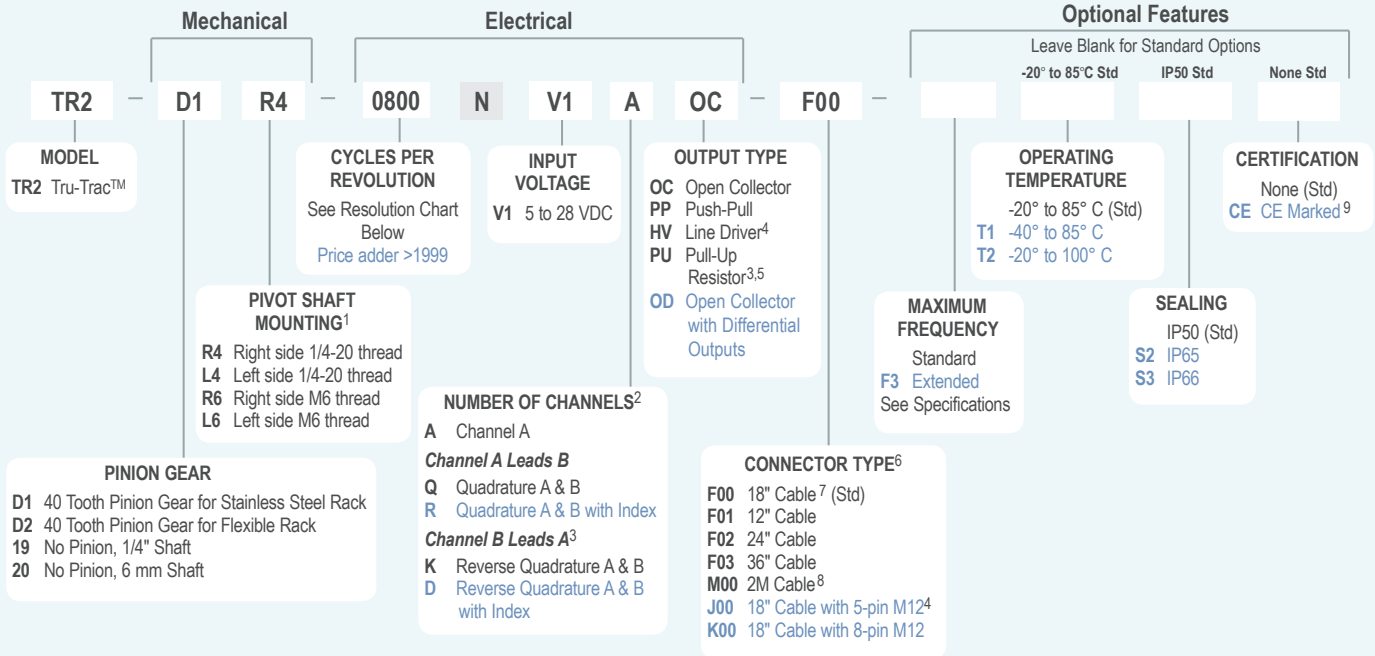 Mechanical
Electrical
Optional Features
Leave Blank for Standard Options
-20° to 85°C Std
IP50 Std
None Std
TR2 – D1 R4 – 0800 N V1 A OC – F00 –
MODEL
TR2 Tru-Trac™
CYCLES PER
REVOLUTION
See Resolution Chart
Below
Price adder >1999
INPUT
VOLTAGE
V1 5 to 28 VDC
OUTPUT TYPE
OC Open Collector
PP Push-Pull
HV Line Driver4
PU Pull-Up
Resistor3,5
OD Open Collector
with Differential
Outputs
OPERATING
TEMPERATURE
-20° to 85° C (Std)
T1 -40° to 85° C
T2 -20° to 100° C
CERTIFICATION
None (Std)
CE CE Marked9
PIVOT SHAFT
MOUNTING1
R4 Right side 1/4-20 thread
L4 Left side 1/4-20 thread
R6 Right side M6 thread
L6 Left side M6 thread
MAXIMUM
FREQUENCY
Standard
F3 Extended
See Specifications
SEALING
IP50 (Std)
S2 IP65
S3 IP66
NUMBER OF CHANNELS2
A Channel A
Channel A Leads B
Q Quadrature A & B
R Quadrature A & B with Index
Channel B Leads A3
K Reverse Quadrature A & B
D Reverse Quadrature A & B
with Index
PINION GEAR
D1 40 Tooth Pinion Gear for Stainless Steel Rack
D2 40 Tooth Pinion Gear for Flexible Rack
19 No Pinion, 1/4" Shaft
20 No Pinion, 6 mm Shaft
CONNECTOR TYPE6
F00 18" Cable7 (Std)
F01 12" Cable
F02 24" Cable
F03 36" Cable
M00 2M Cable8
J00 18" Cable with 5-pin M124
K00 18" Cable with 8-pin M12